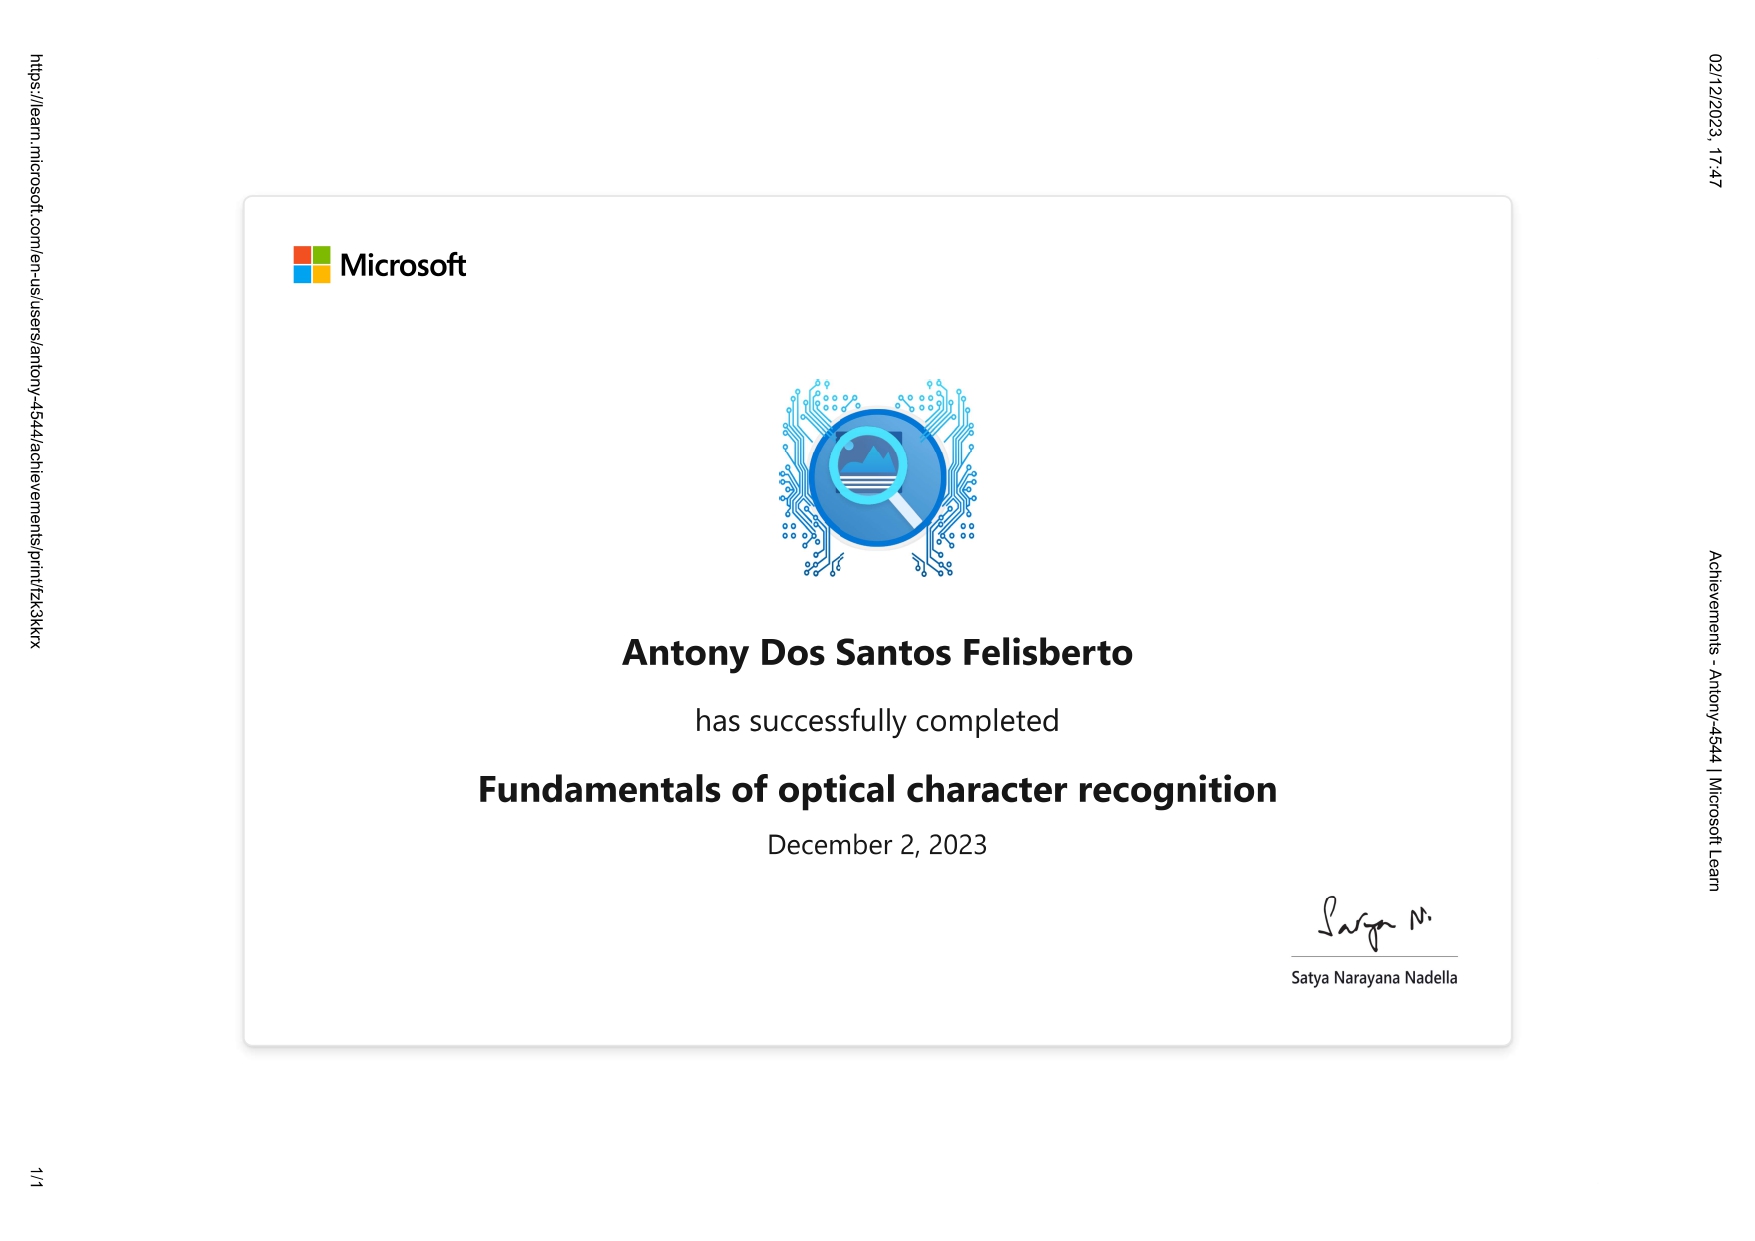 02/12/2023, 17:47
Achievements - Antony-4544 | Microsoft Learn
Microsoft
Antony Dos Santos Felisberto
has successfully completed
Fundamentals of optical character recognition
December 2, 2023
Satya N.
Satya Narayana Nadella
https://learn.microsoft.com/en-us/users/antony-4544/achievements/print/fzk3kkrx
1/1